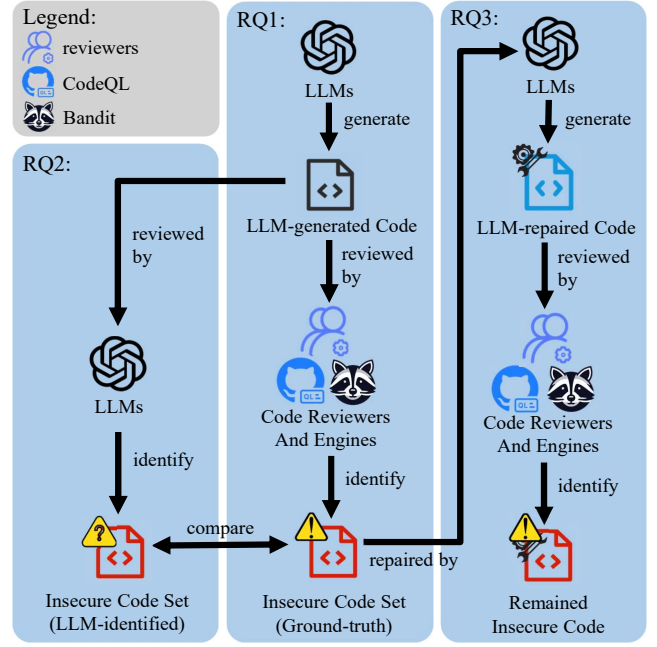 Legend:
reviewers
CodeQL
Bandit
RQ2:
reviewed
by
LLMs
identify
Insecure Code Set
(LLM-identified)
compare
RQ1:
LLMs
generate
LLM-generated Code
reviewed
by
QL
Code Reviewers
And Engines
identify
Insecure Code Set
(Ground-truth)
repaired by
RQ3:
LLMs
generate
LLM-repaired Code
reviewed
by
QL
Code Reviewers
And Engines
identify
Remained
Insecure Code